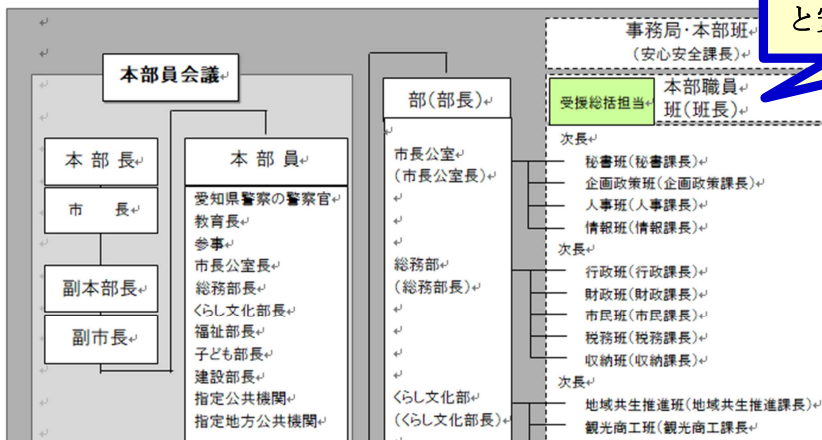 本部員会議
本部長
市　長
副本部長
副市長
本部員
愛知県警察の警察官
教育長
参事
市長公室長
総務部長
くらし文化部長
福祉部長
子ども部長
建設部長
指定公共機関
指定地方公共機関
部(部長)
市長公室
(市長公室長)
総務部
(総務部長)
くらし文化部
(くらし文化部長)
事務局・本部班
(安心安全課長)
受援総括担当
本部職員
班(班長)
次長
秘書班(秘書課長)
企画政策班(企画政策課長)
人事班(人事課長)
情報班(情報課長)
次長
行政班(行政課長)
財政班(財政課長)
市民班(市民課長)
税務班(税務課長)
収納班(収納課長)
次長
地域共生推進班(地域共生推進課長)
観光商工班(観光商工課長